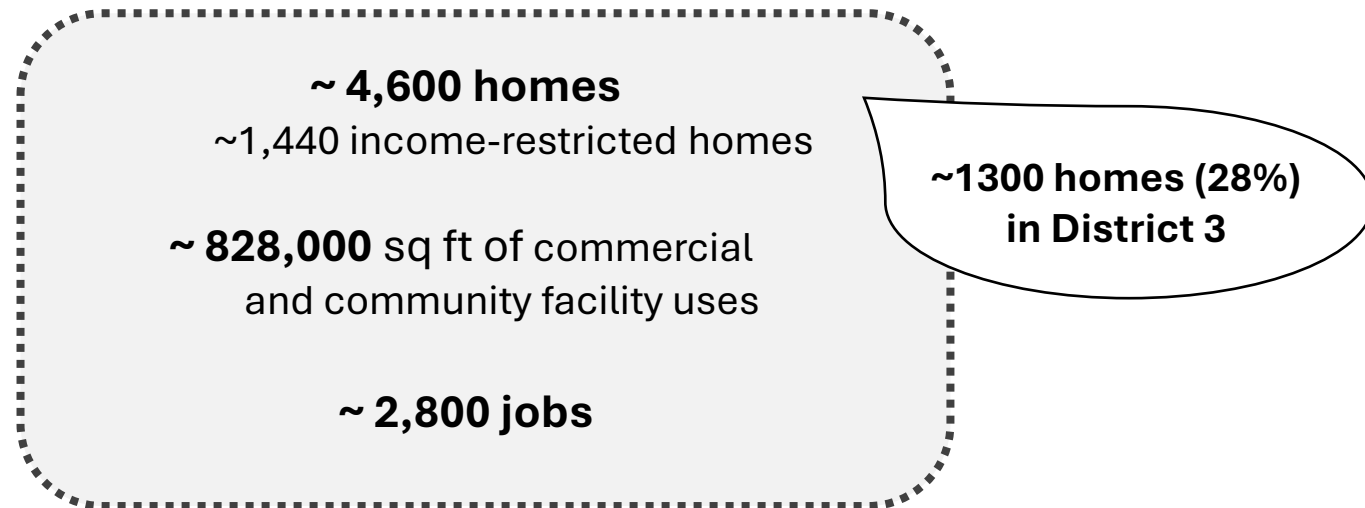 ~ 4,600 homes
~1,440 income-restricted homes
~ 828,000 sq ft of commercial
and community facility uses
~ 2,800 jobs
~1300 homes (28%)
in District 3